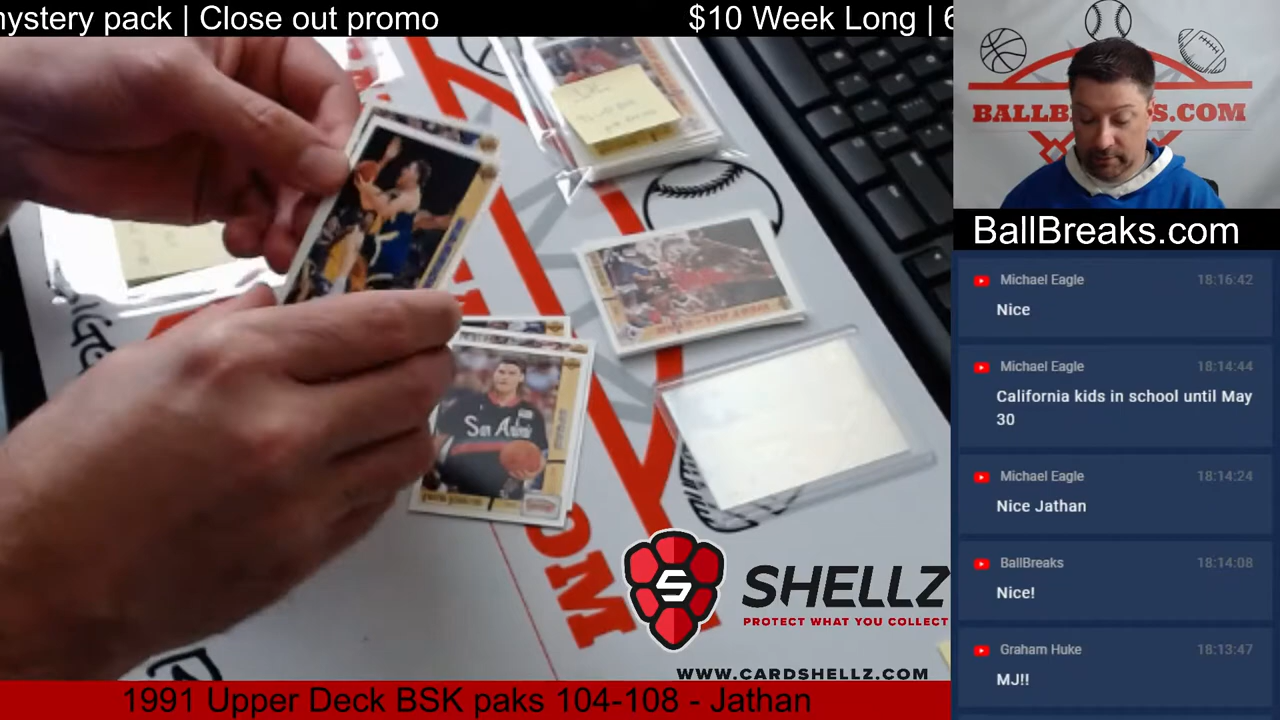 mystery pack | Close out promo
$10 Week Long | 6
BALLBREAKS.COM
BallBreaks.com
Michael Eagle 18:16:42
Nice
Michael Eagle 18:14:44
California kids in school until May
30
Michael Eagle 18:14:24
Nice Jathan
BallBreaks 18:14:08
Nice!
Graham Huke 18:13:47
MJ!!
San Antonio
OM
S
SHELLZ
PROTECT WHAT YOU COLLECT
WWW.CARDSHELLZ.COM
1991 Upper Deck BSK paks 104-108 - Jathan